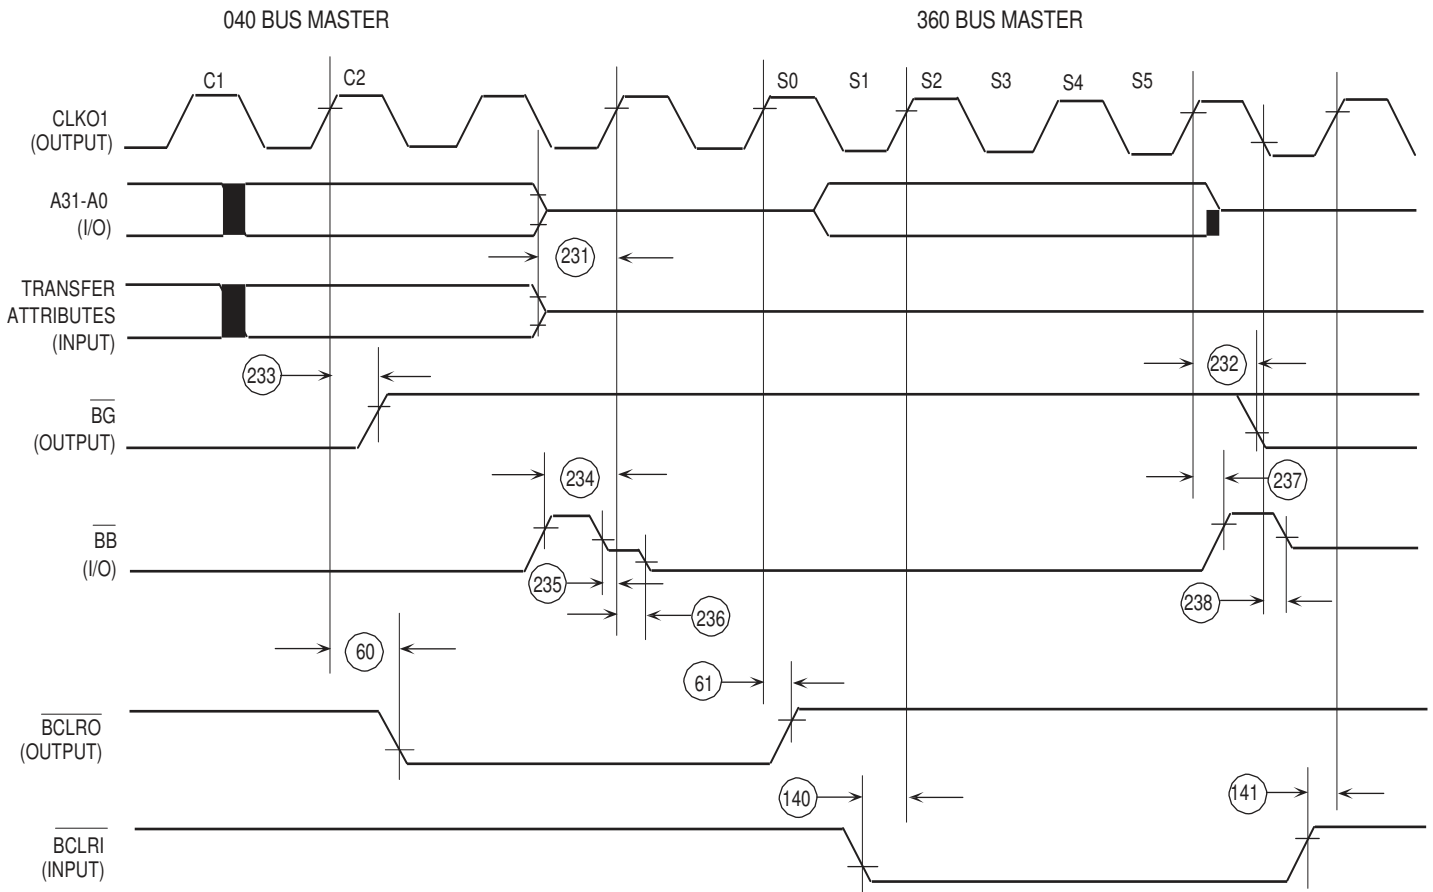 040 BUS MASTER
360 BUS MASTER
C1
C2
S0
S1
S2
S3
S4
S5
CLKO1
(OUTPUT)
A31-A0
(I/O)
231
TRANSFER
ATTRIBUTES
(INPUT)
233
232
BG
(OUTPUT)
234
237
BB
(I/O)
235
236
238
60
61
BCLRO
(OUTPUT)
140
141
BCLRI
(INPUT)